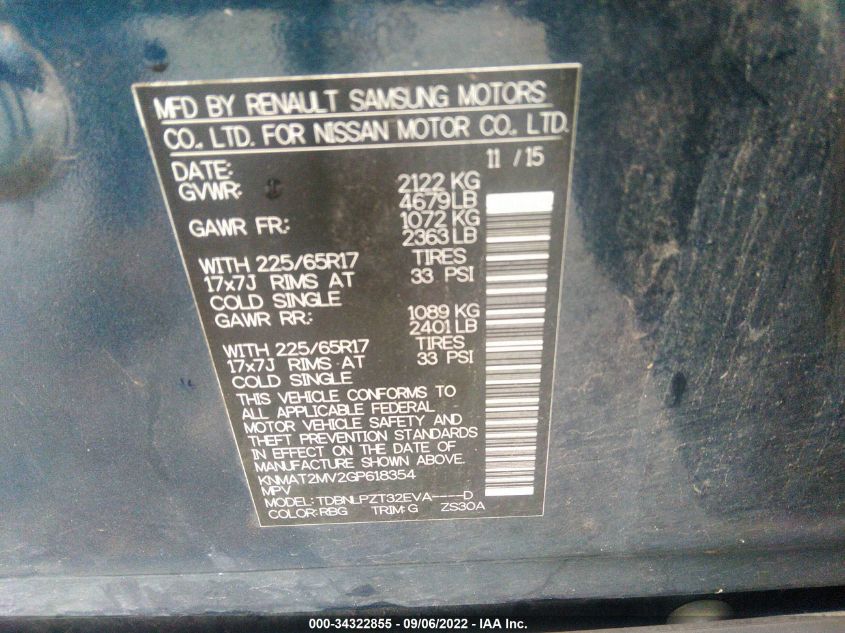 MFD BY RENAULT SAMSUNG MOTORS
CO., LTD. FOR NISSAN MOTOR CO., LTD.
DATE: 11 / 15
GVWR: 2122 KG
4679 LB
GAWR FR: 1072 KG
2363 LB
WITH 225/65R17 TIRES
17x7J RIMS AT 33 PSI
COLD SINGLE
GAWR RR: 1089 KG
2401 LB
WITH 225/65R17 TIRES
17x7J RIMS AT 33 PSI
COLD SINGLE
THIS VEHICLE CONFORMS TO
ALL APPLICABLE FEDERAL
MOTOR VEHICLE SAFETY AND
THEFT PREVENTION STANDARDS
IN EFFECT ON THE DATE OF
MANUFACTURE SHOWN ABOVE.
KNMAT2MV2GP618354
MPV
MODEL: TDBNLPZT32EVA----D
COLOR: RBG TRIM: G ZS30A
000-34322855 - 09/06/2022 - IAA Inc.